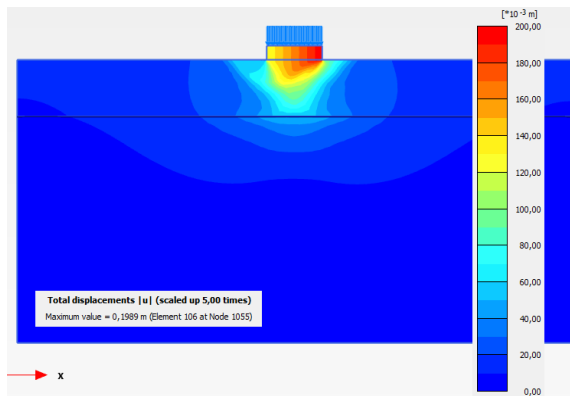 [*10⁻³ m]
200,00
160,00
140,00
120,00
100,00
80,00
60,00
40,00
20,00
0,00
Total displacements |u| (scaled up 5,00 times)
Maximum value = 0,1989 m (Element 106 at Node 1055)
x